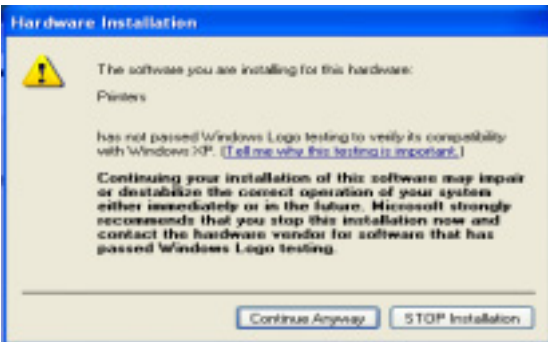 Hardware Installation
The software you are installing for this hardware:
Printers
has not passed Windows Logo testing to verify its compatibility
with Windows XP. (Tell me why this testing is important.)
Continuing your installation of this software may impair
or destabilize the correct operation of your system
either immediately or in the future. Microsoft strongly
recommends that you stop this installation now and
contact the hardware vendor for software that has
passed Windows Logo testing.
Continue Anyway STOP Installation